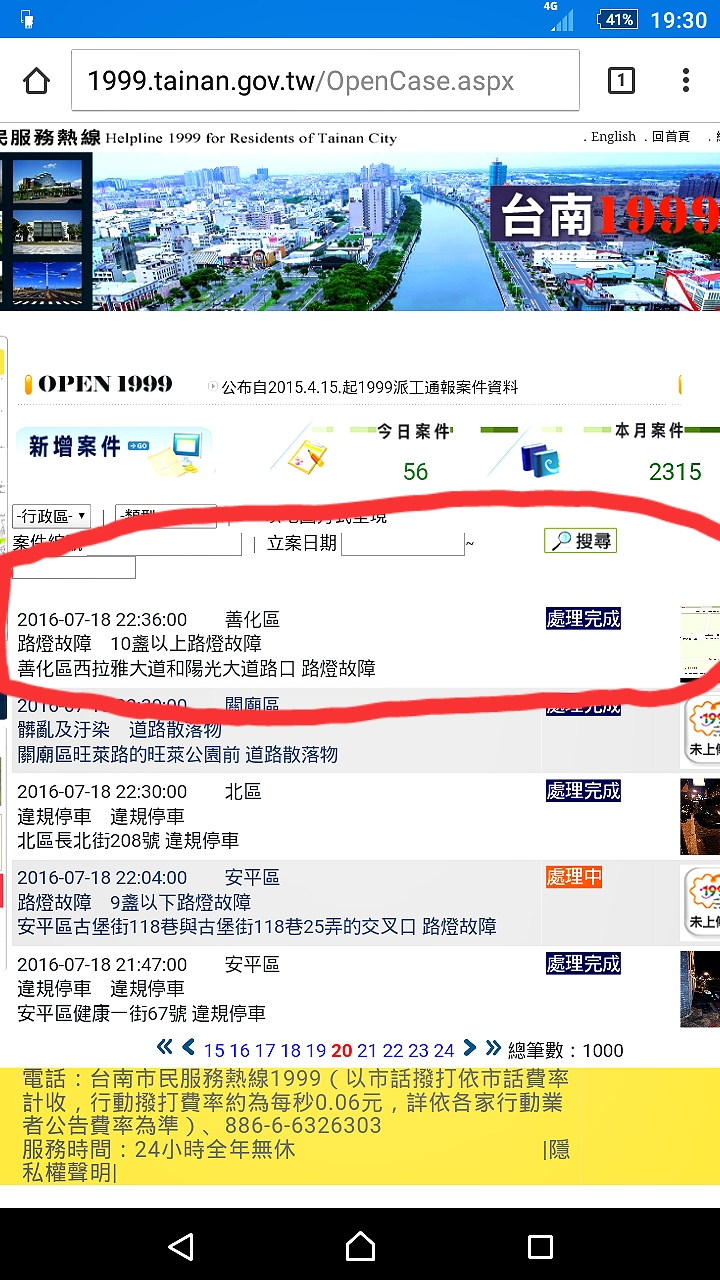 4G 41% 19:30
1999.tainan.gov.tw/OpenCase.aspx 1
民服務熱線 Helpline 1999 for Residents of Tainan City . English . 回首頁 .
台南1999
OPEN 1999 公布自2015.4.15.起1999派工通報案件資料
新增案件 GO 今日案件 本月案件
56 2315
-行政區- | -類型-
案件編號 | 立案日期 ~ 搜尋
2016-07-18 22:36:00 善化區 處理完成
路燈故障 10盞以上路燈故障
善化區西拉雅大道和陽光大道路口 路燈故障
關廟區 處理完成
髒亂及汙染 道路散落物
關廟區旺萊路的旺萊公園前 道路散落物
未上傳
2016-07-18 22:30:00 北區 處理完成
違規停車 違規停車
北區長北街208號 違規停車
2016-07-18 22:04:00 安平區 處理中
路燈故障 9盞以下路燈故障
安平區古堡街118巷與古堡街118巷25弄的交叉口 路燈故障
未上傳
2016-07-18 21:47:00 安平區 處理完成
違規停車 違規停車
安平區健康一街67號 違規停車
15 16 17 18 19 20 21 22 23 24 總筆數：1000
電話：台南市民服務熱線1999（以市話撥打依市話費率
計收，行動撥打費率約為每秒0.06元，詳依各家行動業
者公告費率為準）、886-6-6326303
服務時間：24小時全年無休 |隱
私權聲明|